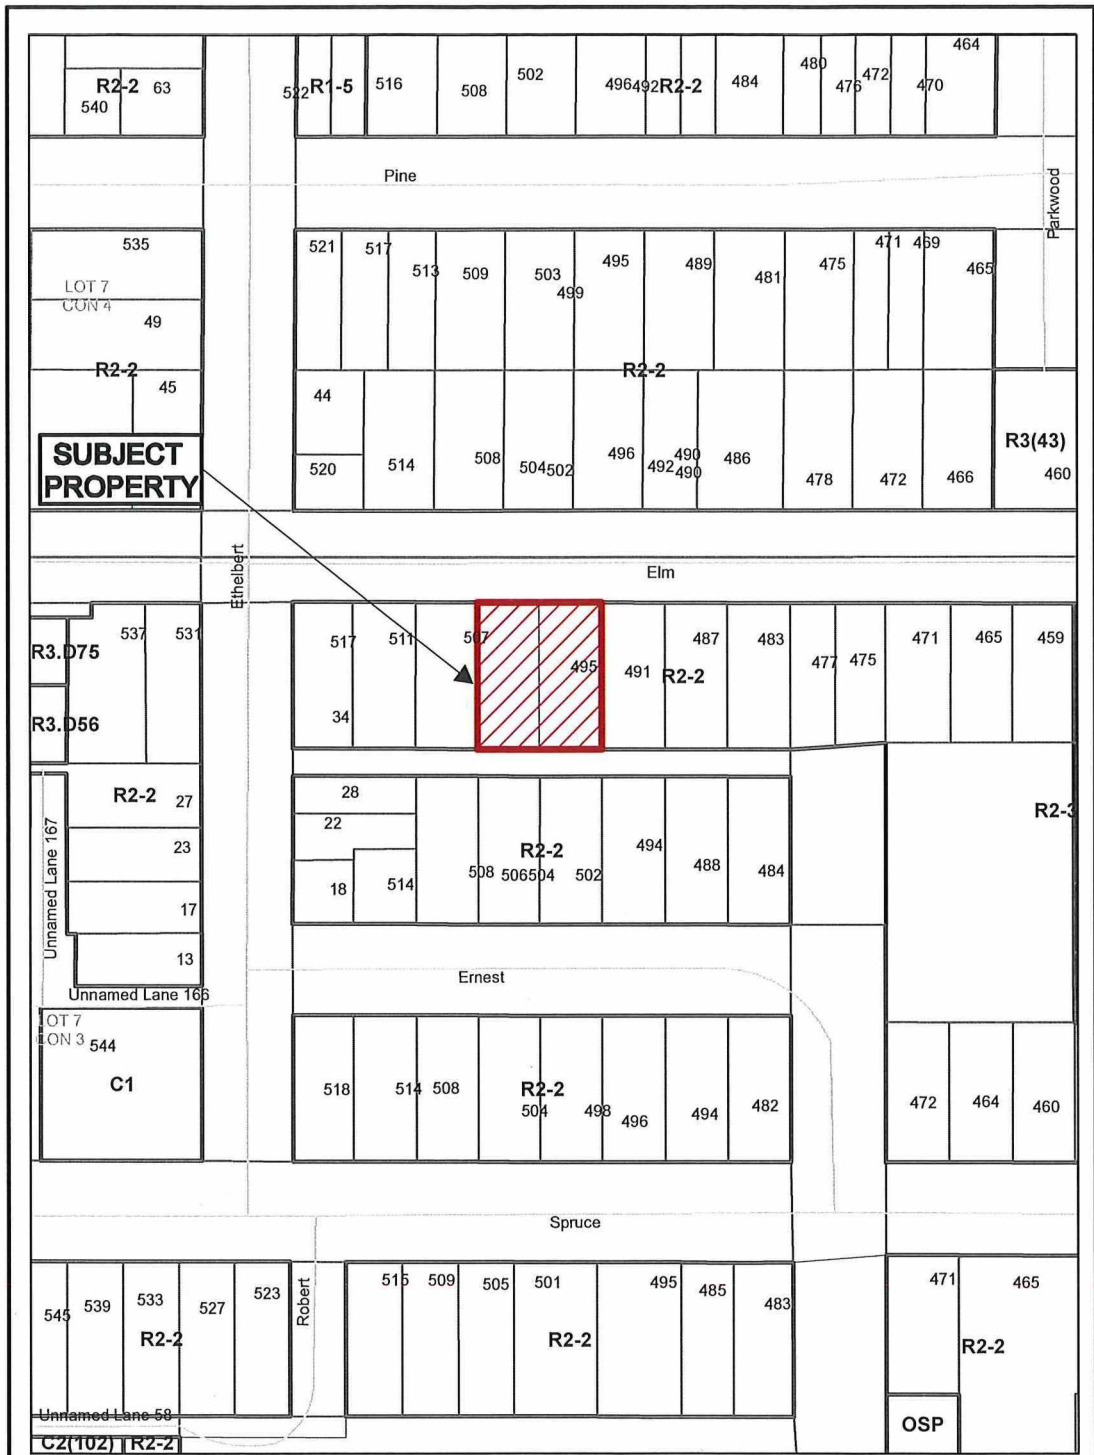 464
480
472
502
R2-2
63
522
R1-5
516
508
496
492
R2-2
484
476
470
540
Pine
Parkwood
535
521
517
513
509
503
499
495
489
481
475
471
469
465
LOT 7
CON 4
49
R2-2
R2-2
45
44
SUBJECT
PROPERTY
520
514
508
504
502
496
492
490
490
486
478
472
466
R3(43)
460
Ethelbert
Elm
R3.D75
537
531
517
511
507
495
491
R2-2
487
483
477
475
471
465
459
R3.D56
34
R2-2
27
28
R2-3
22
23
R2-2
494
Unnamed Lane 167
18
514
508
506
504
502
488
484
17
13
Ernest
Unnamed Lane 166
LOT 7
CON 3
544
C1
518
514
508
R2-2
504
498
496
494
482
472
464
460
Spruce
545
539
533
527
523
Robert
515
509
505
501
495
485
483
471
465
R2-2
R2-2
R2-2
Unnamed Lane 58
C2(102)
R2-2
OSP